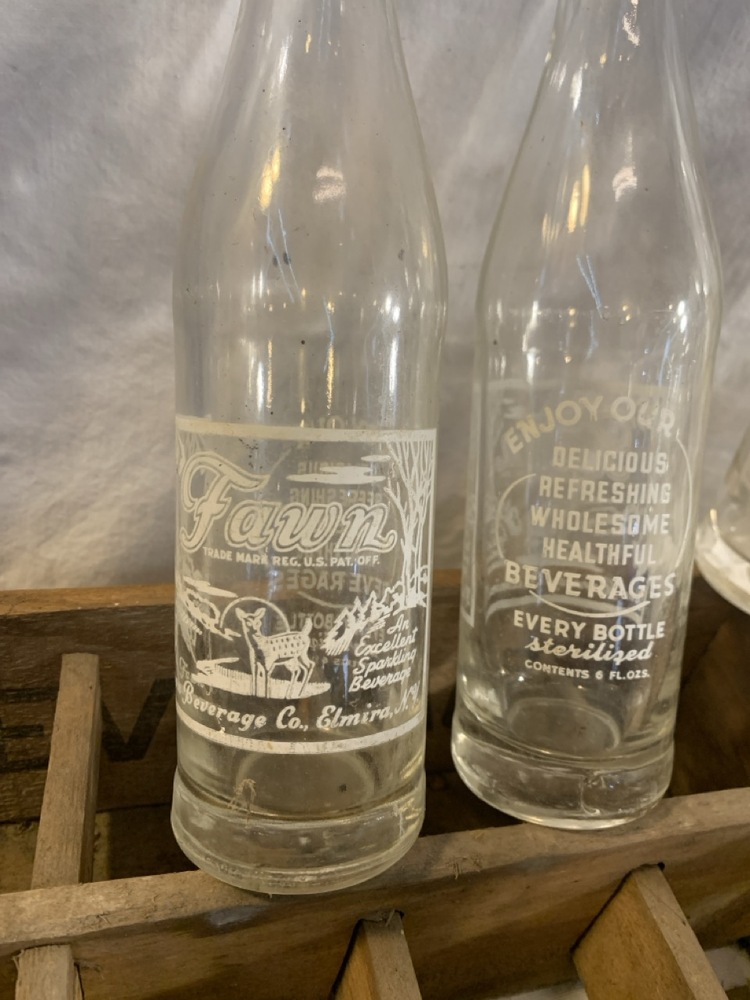 Fawn
TRADE MARK REG. U.S. PAT. OFF.
An
Excellent
Sparkling
Beverage
Beverage Co., Elmira, N.Y.
ENJOY OUR
DELICIOUS
REFRESHING
WHOLESOME
HEALTHFUL
BEVERAGES
EVERY BOTTLE
sterilized
CONTENTS 6 FL.OZS.